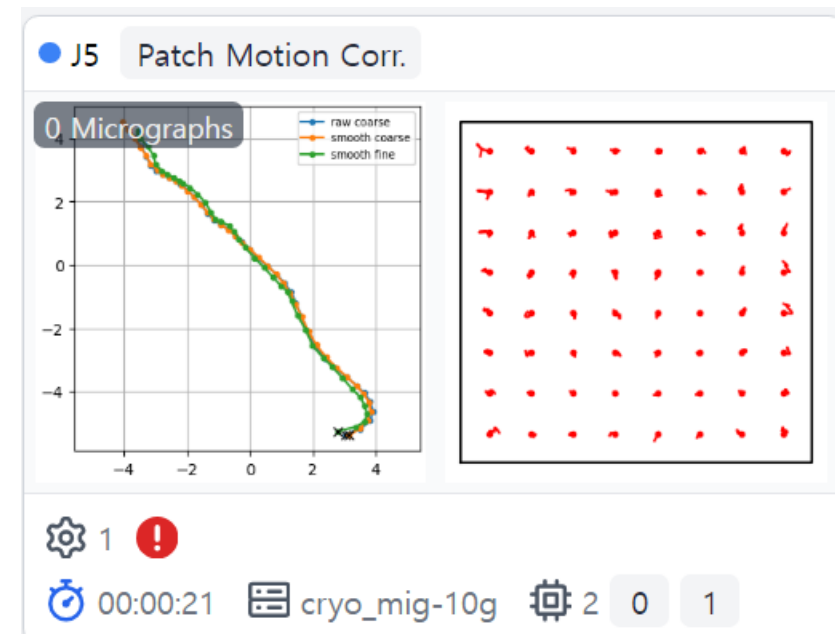 J5 Patch Motion Corr.
0 Micrographs
raw coarse
smooth coarse
smooth fine
4
2
0
−2
−4
−4 −2 0 2 4
1
00:00:21 cryo_mig-10g 2 0 1